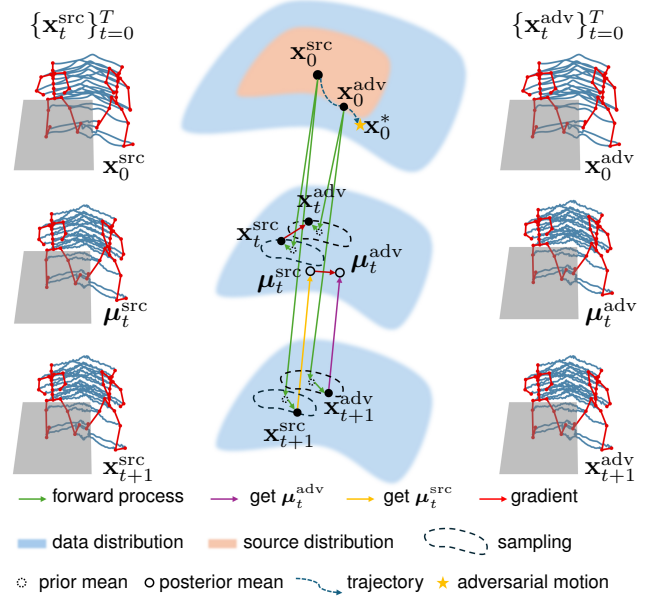 {x_t^src}_{t=0}^T
{x_t^adv}_{t=0}^T
x_0^src
x_0^adv
x_0^*
x_0^src
x_0^adv
x_t^adv
x_t^src
μ_t^src
μ_t^adv
μ_t^src
μ_t^adv
x_{t+1}^adv
x_{t+1}^src
x_{t+1}^src
x_{t+1}^adv
forward process get μ_t^adv get μ_t^src gradient
data distribution source distribution sampling
prior mean posterior mean trajectory adversarial motion